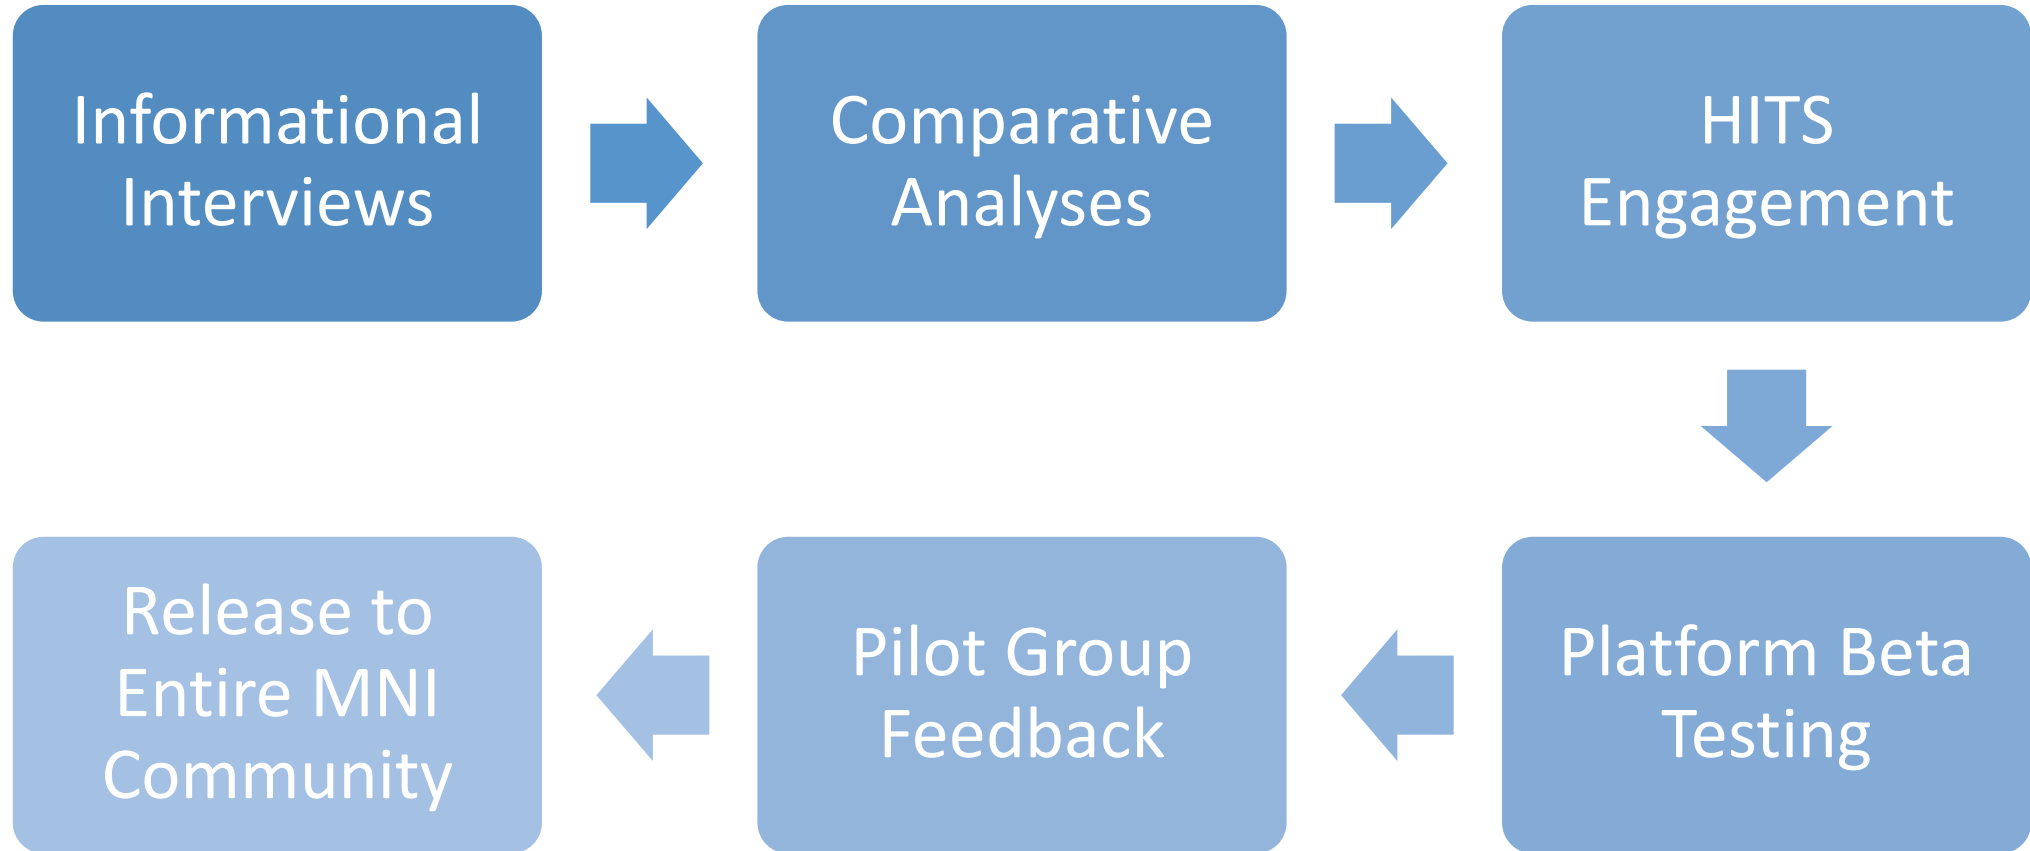 Informational
Interviews
Comparative
Analyses
HITS
Engagement
Platform Beta
Testing
Pilot Group
Feedback
Release to
Entire MNI
Community